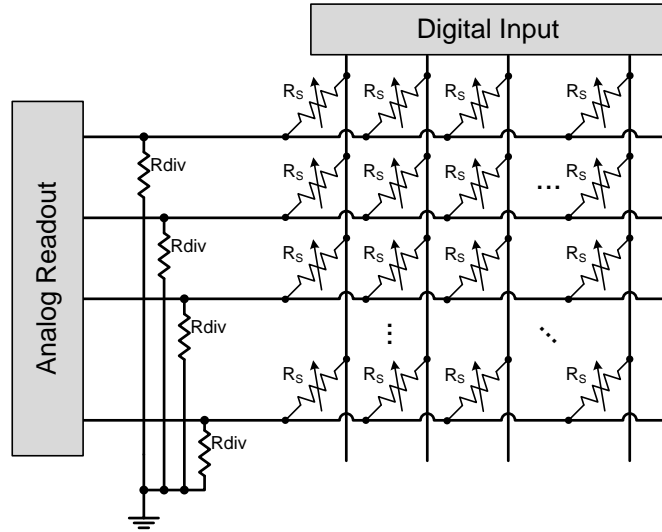 Digital Input
R_S R_S R_S R_S
Rdiv
R_S R_S R_S ... R_S
Rdiv
R_S R_S R_S R_S
Analog Readout
Rdiv
... ...
R_S R_S R_S R_S
Rdiv